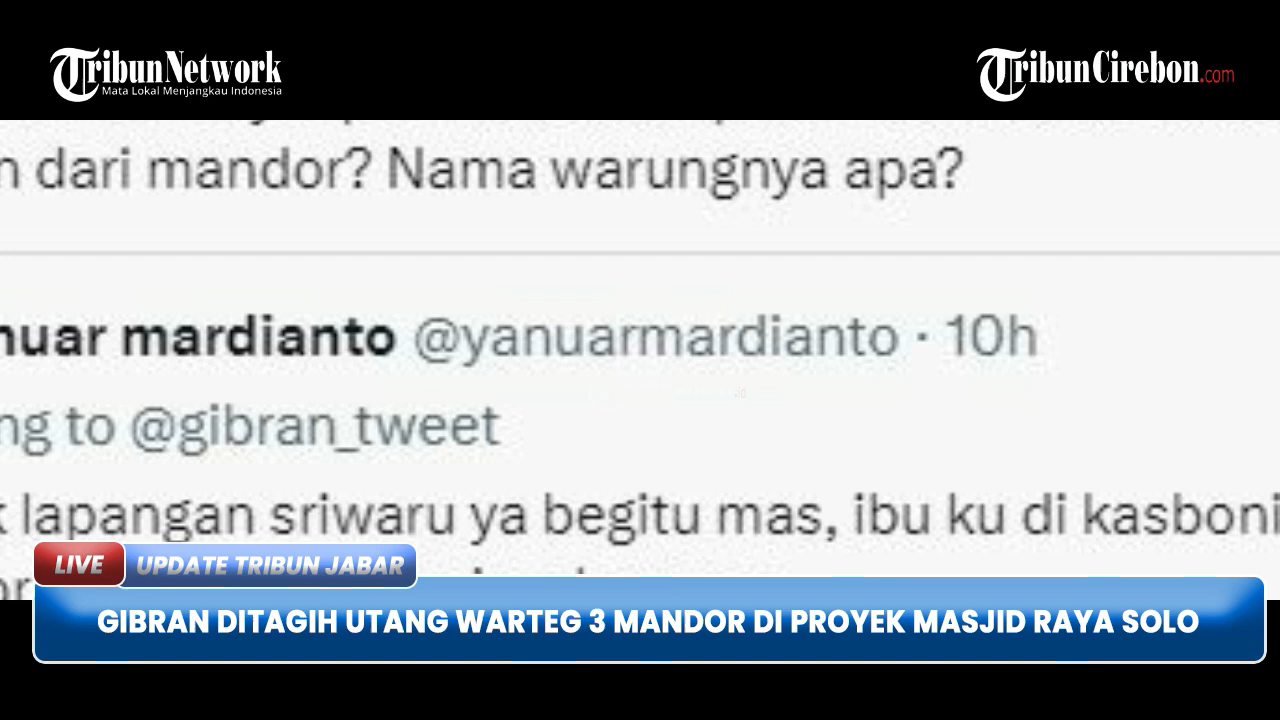 TribunNetwork
Mata Lokal Menjangkau Indonesia
TribunCirebon.com
n dari mandor? Nama warungnya apa?
nuar mardianto @yanuarmardianto · 10h
ng to @gibran_tweet
k lapangan sriwaru ya begitu mas, ibu ku di kasboni
LIVE
UPDATE TRIBUN JABAR
GIBRAN DITAGIH UTANG WARTEG 3 MANDOR DI PROYEK MASJID RAYA SOLO